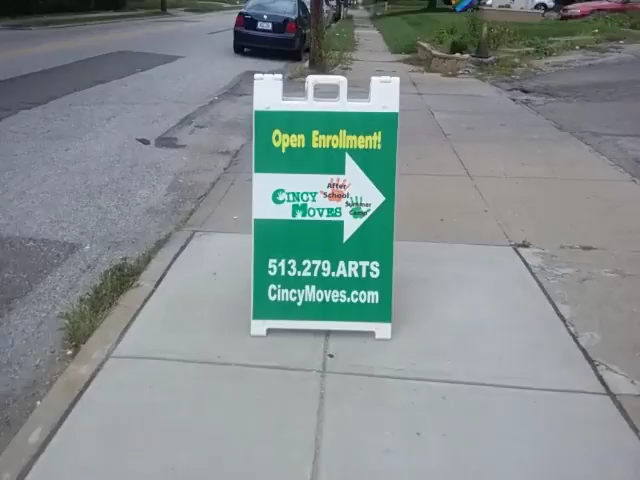 Open Enrollment!
After
CINCY School
MOVES Summer
Camp
513.279.ARTS
CincyMoves.com